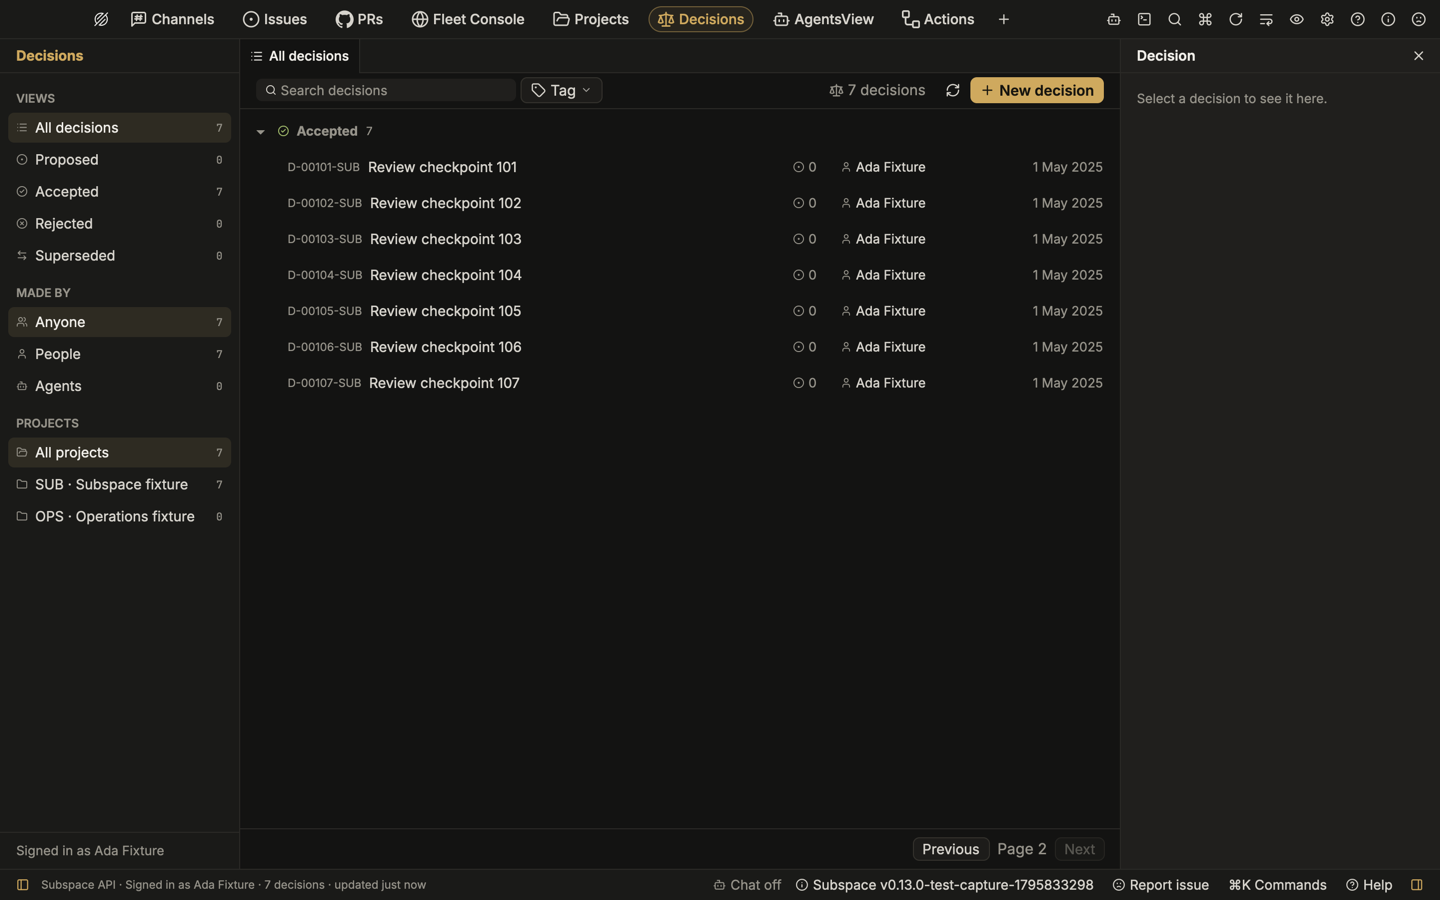 Channels Issues PRs Fleet Console Projects Decisions AgentsView Actions
Decisions
All decisions
Decision
Search decisions
Tag
7 decisions
New decision
Select a decision to see it here.
VIEWS
All decisions 7
Proposed 0
Accepted 7
Rejected 0
Superseded 0
MADE BY
Anyone 7
People 7
Agents 0
PROJECTS
All projects 7
SUB · Subspace fixture 7
OPS · Operations fixture 0
Accepted 7
D-00101-SUB Review checkpoint 101 0 Ada Fixture 1 May 2025
D-00102-SUB Review checkpoint 102 0 Ada Fixture 1 May 2025
D-00103-SUB Review checkpoint 103 0 Ada Fixture 1 May 2025
D-00104-SUB Review checkpoint 104 0 Ada Fixture 1 May 2025
D-00105-SUB Review checkpoint 105 0 Ada Fixture 1 May 2025
D-00106-SUB Review checkpoint 106 0 Ada Fixture 1 May 2025
D-00107-SUB Review checkpoint 107 0 Ada Fixture 1 May 2025
Previous Page 2 Next
Signed in as Ada Fixture
Subspace API · Signed in as Ada Fixture · 7 decisions · updated just now
Chat off Subspace v0.13.0-test-capture-1795833298 Report issue ⌘K Commands Help